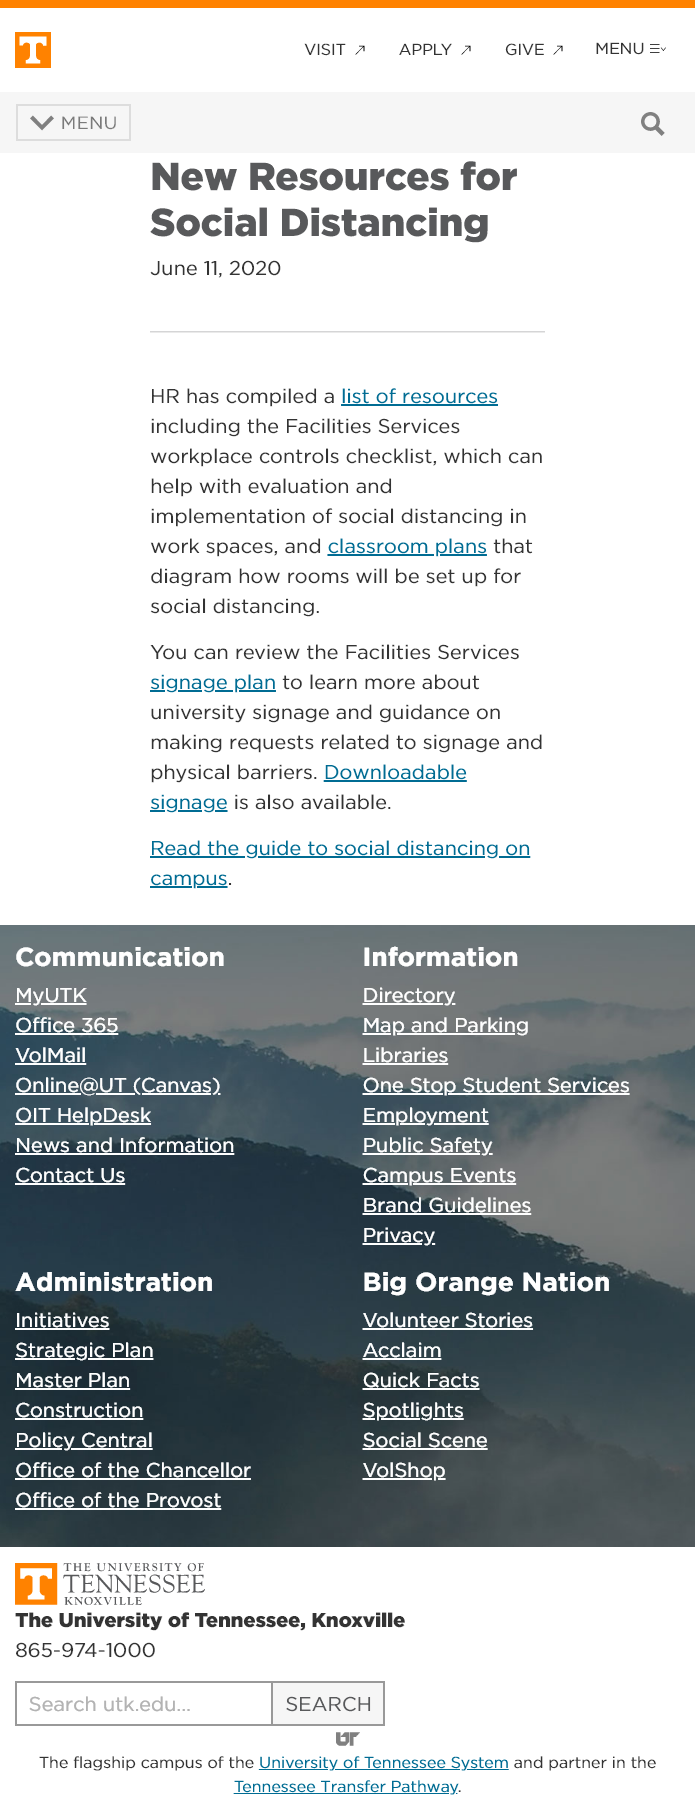 T
VISIT
APPLY
GIVE
MENU
MENU
New Resources for
Social Distancing
June 11, 2020
HR has compiled a list of resources
including the Facilities Services
workplace controls checklist, which can
help with evaluation and
implementation of social distancing in
work spaces, and classroom plans that
diagram how rooms will be set up for
social distancing.
You can review the Facilities Services
signage plan to learn more about
university signage and guidance on
making requests related to signage and
physical barriers. Downloadable
signage is also available.
Read the guide to social distancing on
campus.
Communication
MyUTK
Office 365
VolMail
Online@UT (Canvas)
OIT HelpDesk
News and Information
Contact Us
Information
Directory
Map and Parking
Libraries
One Stop Student Services
Employment
Public Safety
Campus Events
Brand Guidelines
Privacy
Administration
Initiatives
Strategic Plan
Master Plan
Construction
Policy Central
Office of the Chancellor
Office of the Provost
Big Orange Nation
Volunteer Stories
Acclaim
Quick Facts
Spotlights
Social Scene
VolShop
T
THE UNIVERSITY OF
TENNESSEE
KNOXVILLE
The University of Tennessee, Knoxville
865-974-1000
Search utk.edu...
SEARCH
UT
The flagship campus of the University of Tennessee System and partner in the
Tennessee Transfer Pathway.